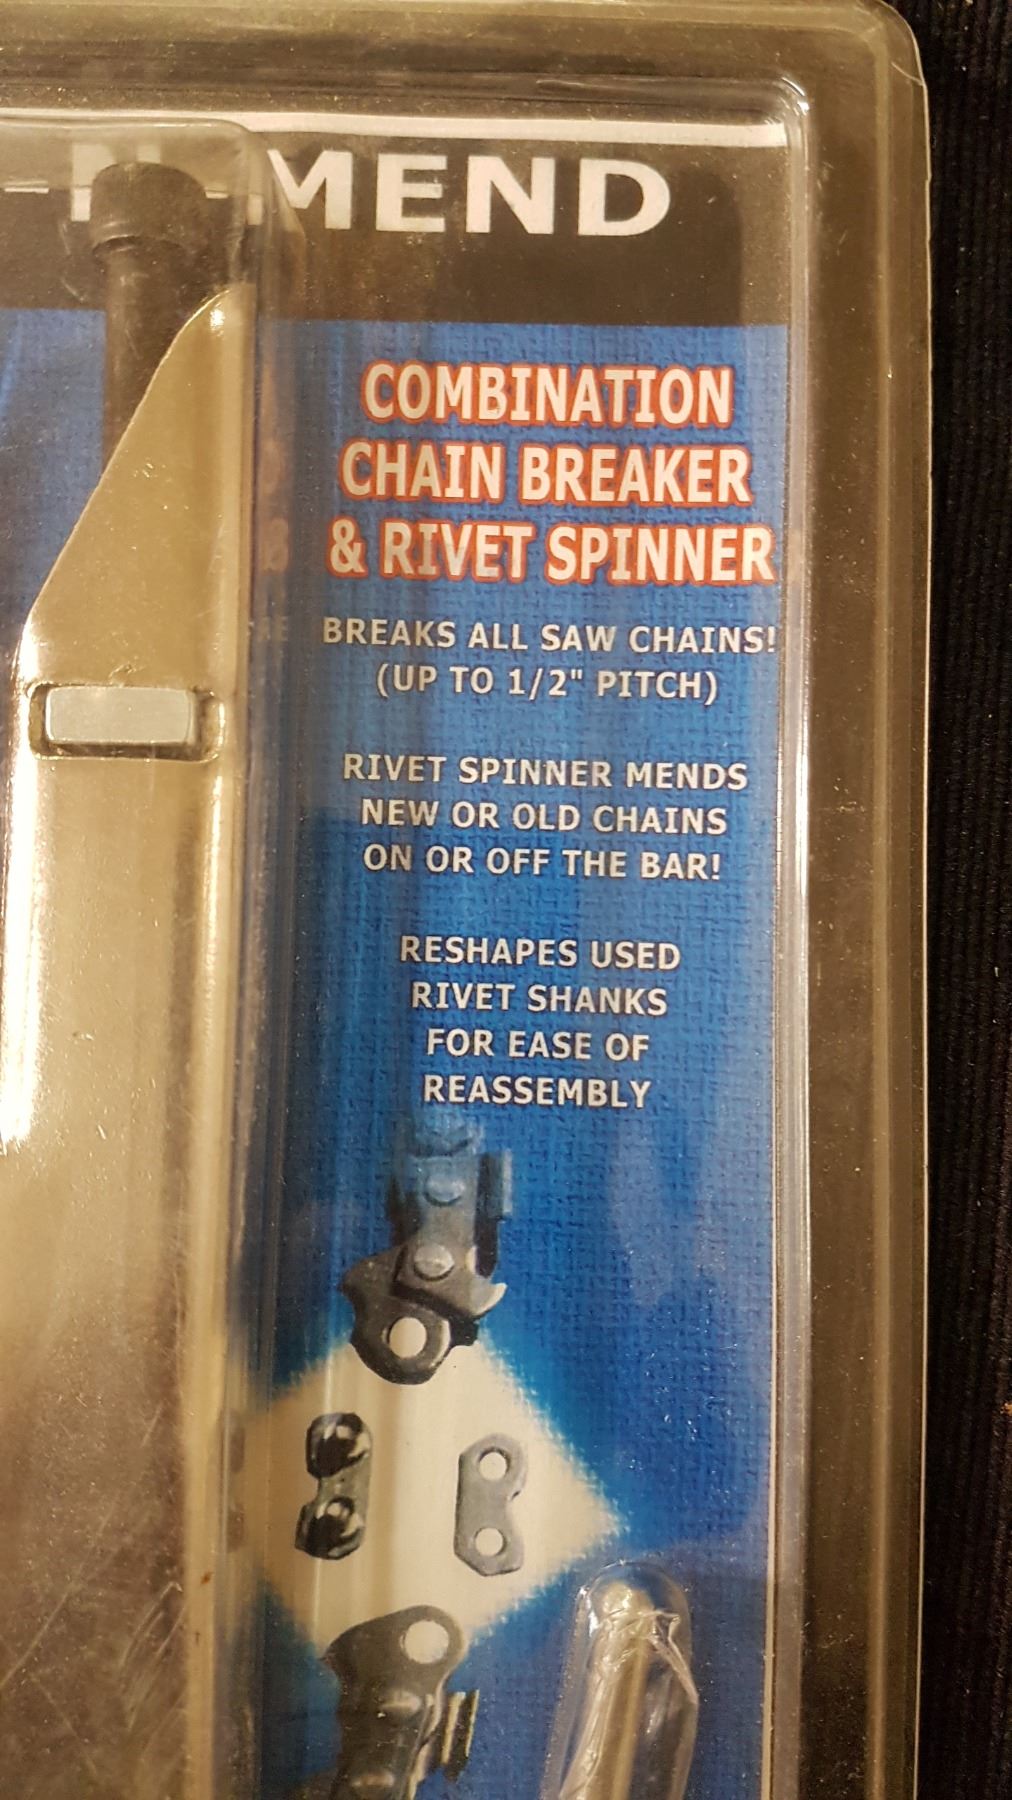 -N-MEND
COMBINATION
CHAIN BREAKER
& RIVET SPINNER
BREAKS ALL SAW CHAINS!
(UP TO 1/2" PITCH)
RIVET SPINNER MENDS
NEW OR OLD CHAINS
ON OR OFF THE BAR!
RESHAPES USED
RIVET SHANKS
FOR EASE OF
REASSEMBLY